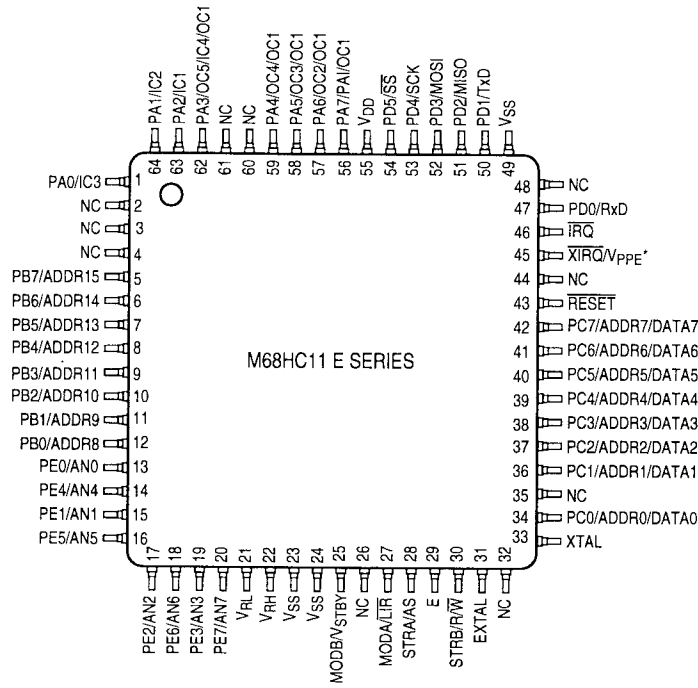 PA1/IC2
PA2/IC1
PA3/OC5/IC4/OC1
NC
NC
PA4/OC4/OC1
PA5/OC3/OC1
PA6/OC2/OC1
PA7/PAI/OC1
VDD
PD5/S̅S̅
PD4/SCK
PD3/MOSI
PD2/MISO
PD1/TxD
VSS
64
63
62
61
60
59
58
57
56
55
54
53
52
51
50
49
PA0/IC3 1
NC 2
NC 3
NC 4
PB7/ADDR15 5
PB6/ADDR14 6
PB5/ADDR13 7
PB4/ADDR12 8
PB3/ADDR11 9
PB2/ADDR10 10
PB1/ADDR9 11
PB0/ADDR8 12
PE0/AN0 13
PE4/AN4 14
PE1/AN1 15
PE5/AN5 16
M68HC11 E SERIES
48 NC
47 PD0/RxD
46 I̅R̅Q̅
45 X̅I̅R̅Q̅/VPPE*
44 NC
43 R̅E̅S̅E̅T̅
42 PC7/ADDR7/DATA7
41 PC6/ADDR6/DATA6
40 PC5/ADDR5/DATA5
39 PC4/ADDR4/DATA4
38 PC3/ADDR3/DATA3
37 PC2/ADDR2/DATA2
36 PC1/ADDR1/DATA1
35 NC
34 PC0/ADDR0/DATA0
33 XTAL
17
18
19
20
21
22
23
24
25
26
27
28
29
30
31
32
PE2/AN2
PE6/AN6
PE3/AN3
PE7/AN7
VRL
VRH
VSS
VSS
MODB/VSTBY
NC
MODA/L̅I̅R̅
STRA/AS
E
STRB/R/W̅
EXTAL
NC